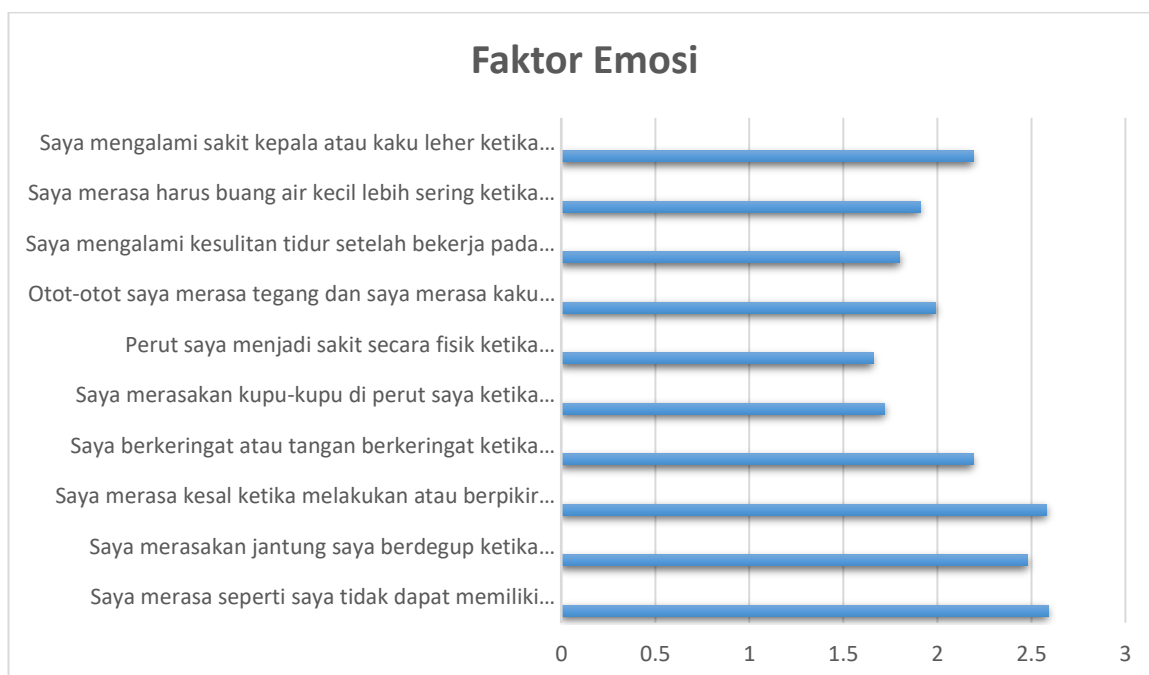 Faktor Emosi
Saya mengalami sakit kepala atau kaku leher ketika...
Saya merasa harus buang air kecil lebih sering ketika...
Saya mengalami kesulitan tidur setelah bekerja pada...
Otot-otot saya merasa tegang dan saya merasa kaku...
Perut saya menjadi sakit secara fisik ketika...
Saya merasakan kupu-kupu di perut saya ketika...
Saya berkeringat atau tangan berkeringat ketika...
Saya merasa kesal ketika melakukan atau berpikir...
Saya merasakan jantung saya berdegup ketika...
Saya merasa seperti saya tidak dapat memiliki...
0 0.5 1 1.5 2 2.5 3